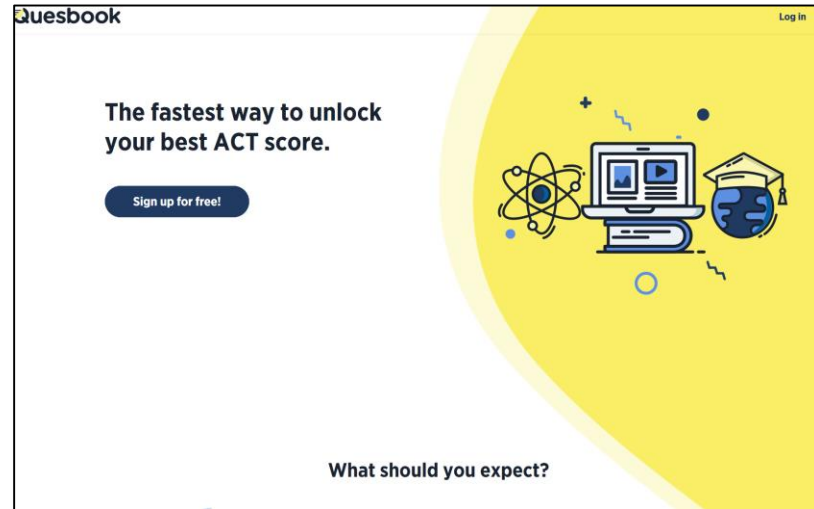 Quesbook
Log in
The fastest way to unlock
your best ACT score.
Sign up for free!
What should you expect?